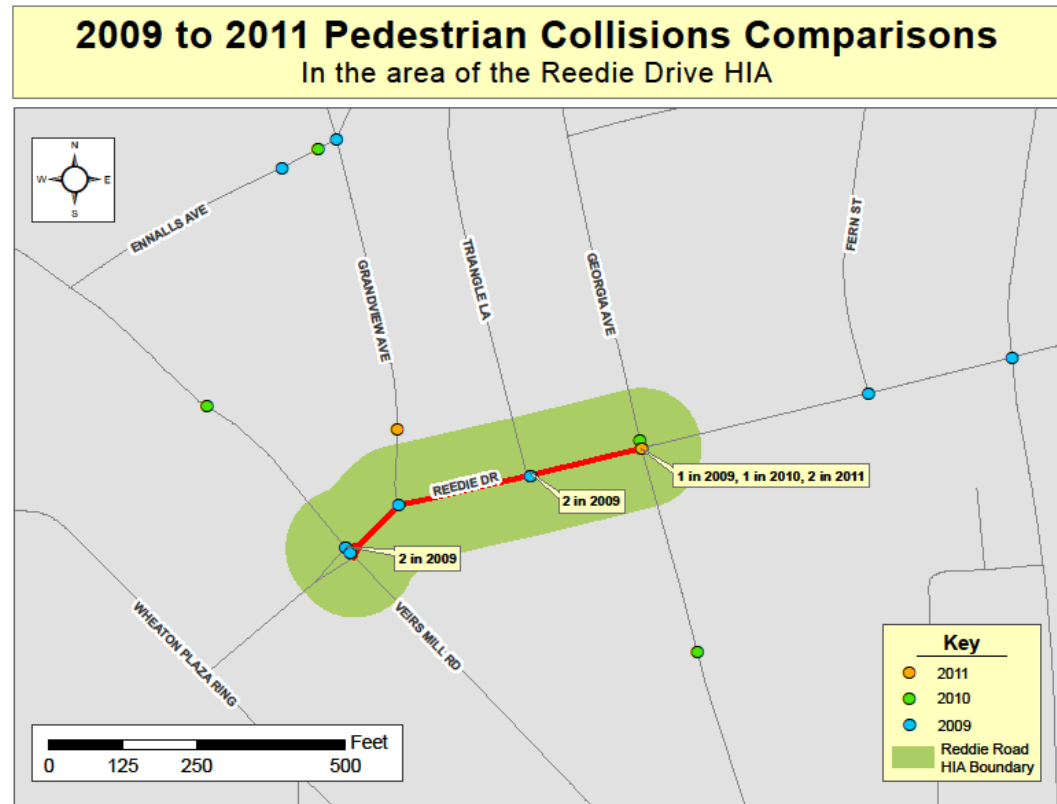 2009 to 2011 Pedestrian Collisions Comparisons
In the area of the Reedie Drive HIA
N
W
E
S
ENNALLS AVE
GRANDVIEW AVE
TRIANGLE LA
GEORGIA AVE
FERN ST
REEDIE DR
1 in 2009, 1 in 2010, 2 in 2011
2 in 2009
2 in 2009
WHEATON PLAZA RING
VEIRS MILL RD
Key
2011
2010
2009
Reddie Road
HIA Boundary
Feet
0 125 250 500